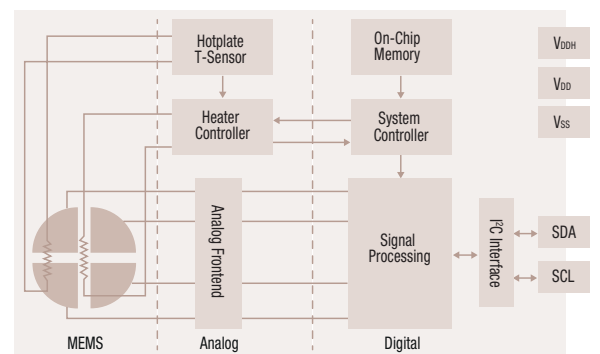 Hotplate
T-Sensor
On-Chip
Memory
VDDH
VDD
VSS
Heater
Controller
System
Controller
Analog Frontend
Signal
Processing
I²C Interface
SDA
SCL
MEMS
Analog
Digital